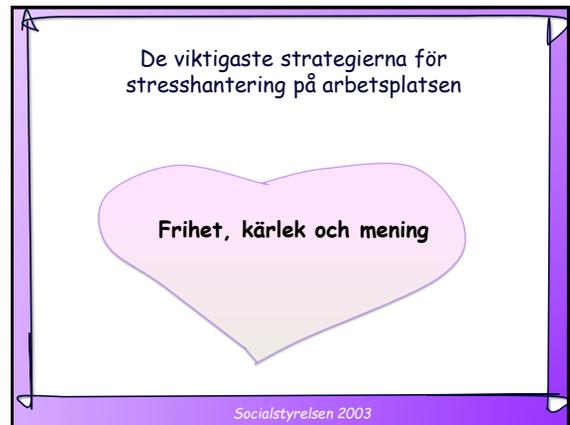 De viktigaste strategierna för
stresshantering på arbetsplatsen
Frihet, kärlek och mening
Socialstyrelsen 2003